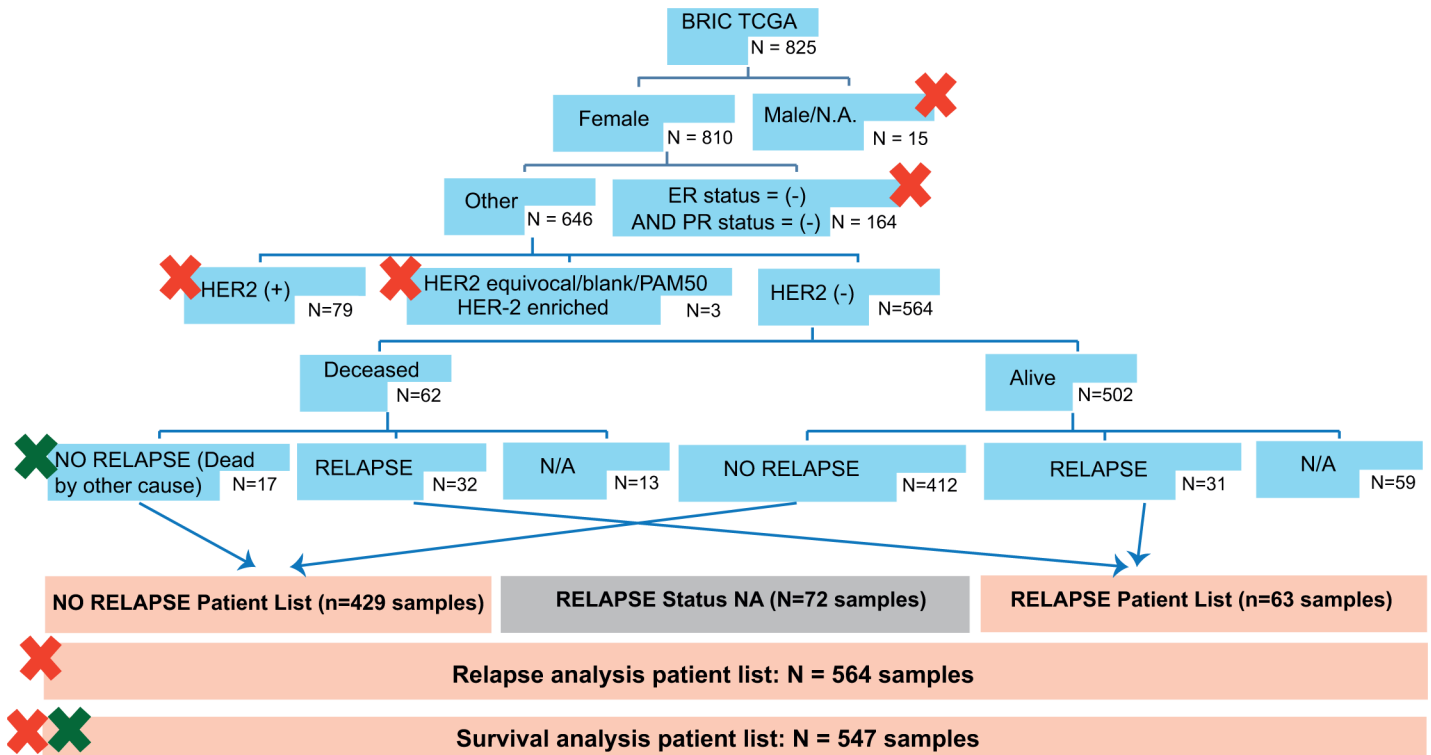 BRIC TCGA
N = 825
Female
N = 810
Male/N.A.
N = 15
Other
N = 646
ER status = (-)
AND PR status = (-)
N = 164
HER2 (+)
N=79
HER2 equivocal/blank/PAM50
HER-2 enriched
N=3
HER2 (-)
N=564
Deceased
N=62
Alive
N=502
NO RELAPSE (Dead
by other cause)
N=17
RELAPSE
N=32
N/A
N=13
NO RELAPSE
N=412
RELAPSE
N=31
N/A
N=59
NO RELAPSE Patient List (n=429 samples)
RELAPSE Status NA (N=72 samples)
RELAPSE Patient List (n=63 samples)
Relapse analysis patient list: N = 564 samples
Survival analysis patient list: N = 547 samples